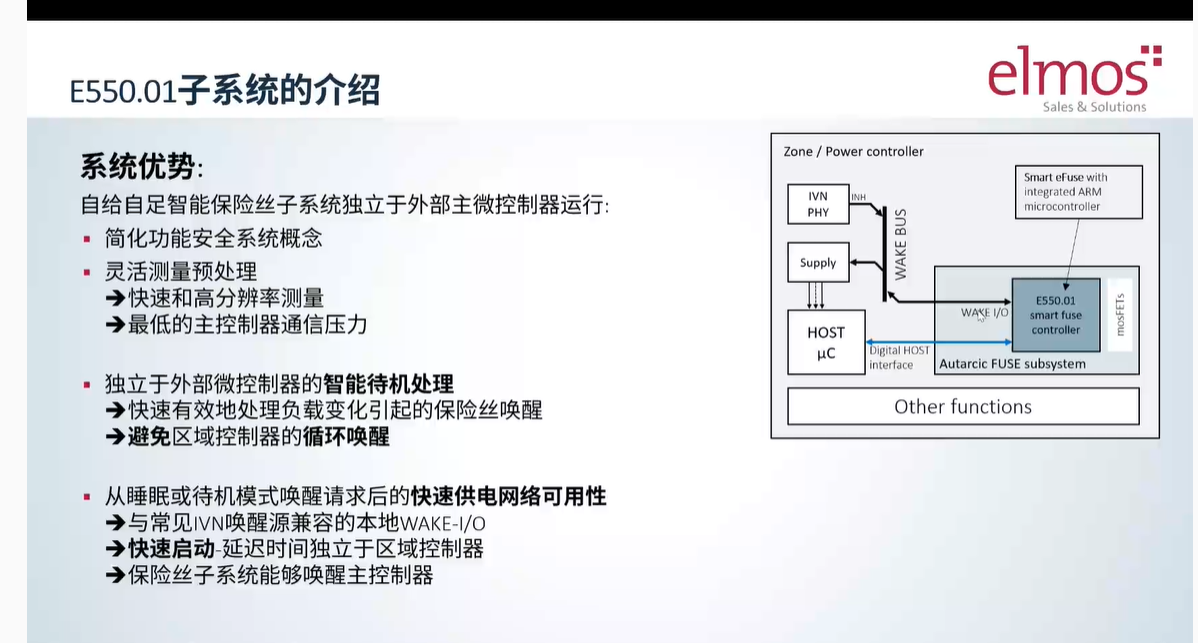 E550.01子系统的介绍
elmos
Sales & Solutions
系统优势:
自给自足智能保险丝子系统独立于外部主微控制器运行:
▪ 简化功能安全系统概念
▪ 灵活测量预处理
➔快速和高分辨率测量
➔最低的主控制器通信压力
▪ 独立于外部微控制器的智能待机处理
➔快速有效地处理负载变化引起的保险丝唤醒
➔避免区域控制器的循环唤醒
▪ 从睡眠或待机模式唤醒请求后的快速供电网络可用性
➔与常见IVN唤醒源兼容的本地WAKE-I/O
➔快速启动-延迟时间独立于区域控制器
➔保险丝子系统能够唤醒主控制器
Zone / Power controller
Smart eFuse with
integrated ARM
microcontroller
IVN
PHY
INH
WAKE BUS
Supply
WAKE I/O
E550.01
smart fuse
controller
mosFETs
HOST
µC
Digital HOST
interface
Autarcic FUSE subsystem
Other functions